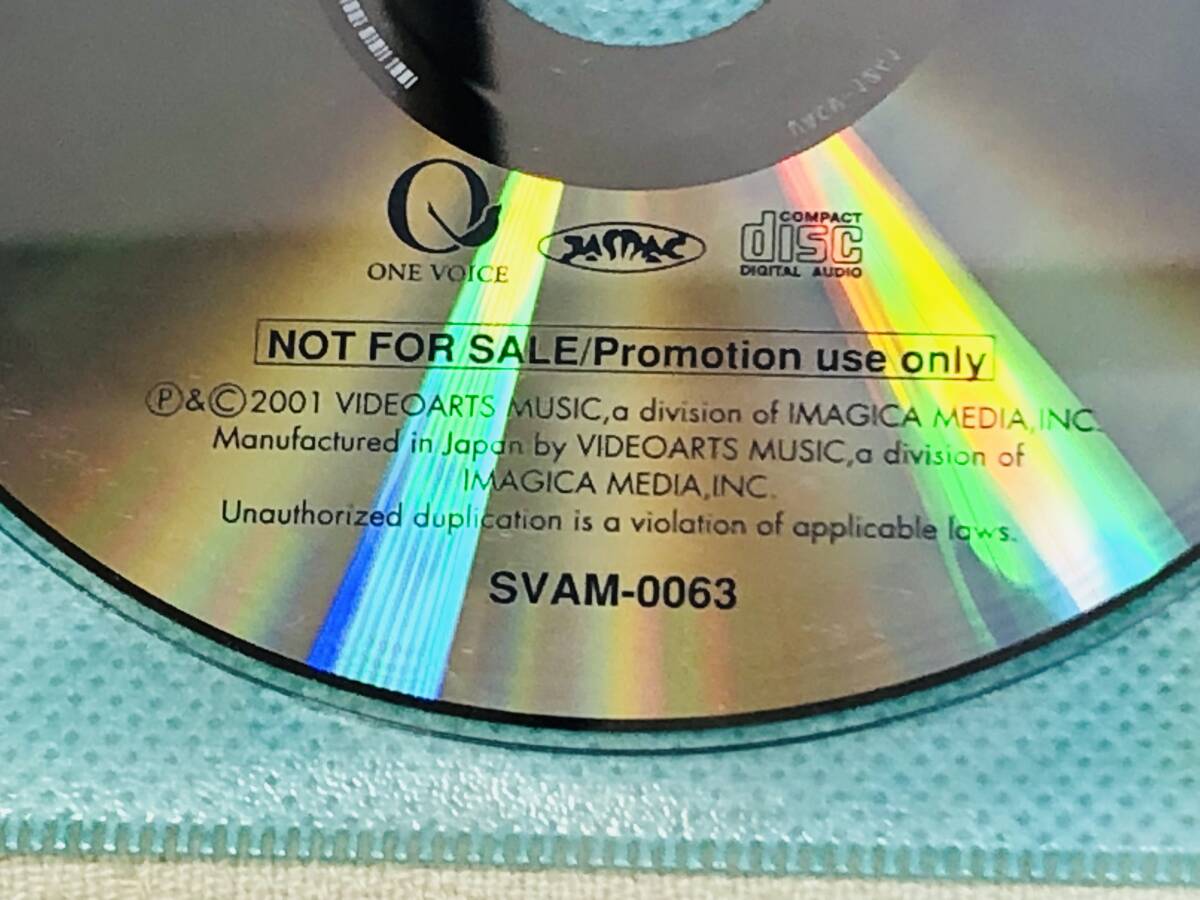 ONE VOICE
COMPACT
disc
DIGITAL AUDIO
NOT FOR SALE/Promotion use only
Ⓟ&Ⓒ2001 VIDEOARTS MUSIC,a division of IMAGICA MEDIA,INC.
Manufactured in Japan by VIDEOARTS MUSIC,a division of
IMAGICA MEDIA,INC.
Unauthorized duplication is a violation of applicable laws.
SVAM-0063